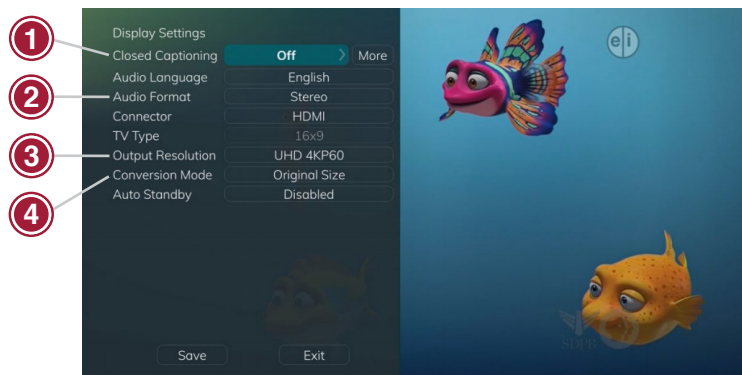 Display Settings
1 Closed Captioning Off More
Audio Language English
2 Audio Format Stereo
Connector HDMI
TV Type 16x9
3 Output Resolution UHD 4KP60
Conversion Mode Original Size
4 Auto Standby Disabled
Save Exit
e i
SDPB